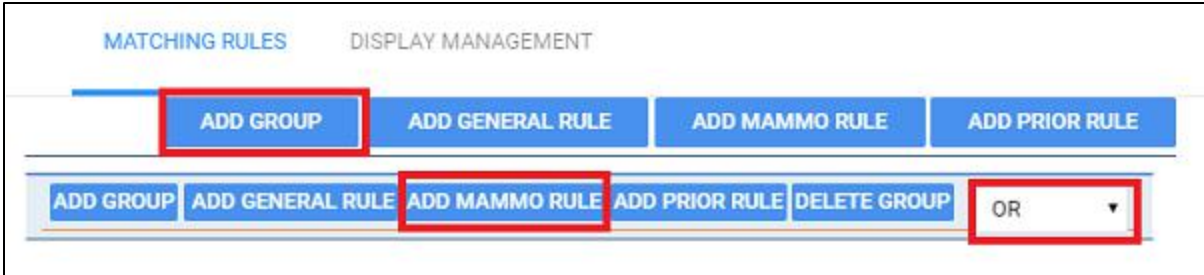 MATCHING RULES DISPLAY MANAGEMENT
ADD GROUP ADD GENERAL RULE ADD MAMMO RULE ADD PRIOR RULE
ADD GROUP ADD GENERAL RULE ADD MAMMO RULE ADD PRIOR RULE DELETE GROUP OR